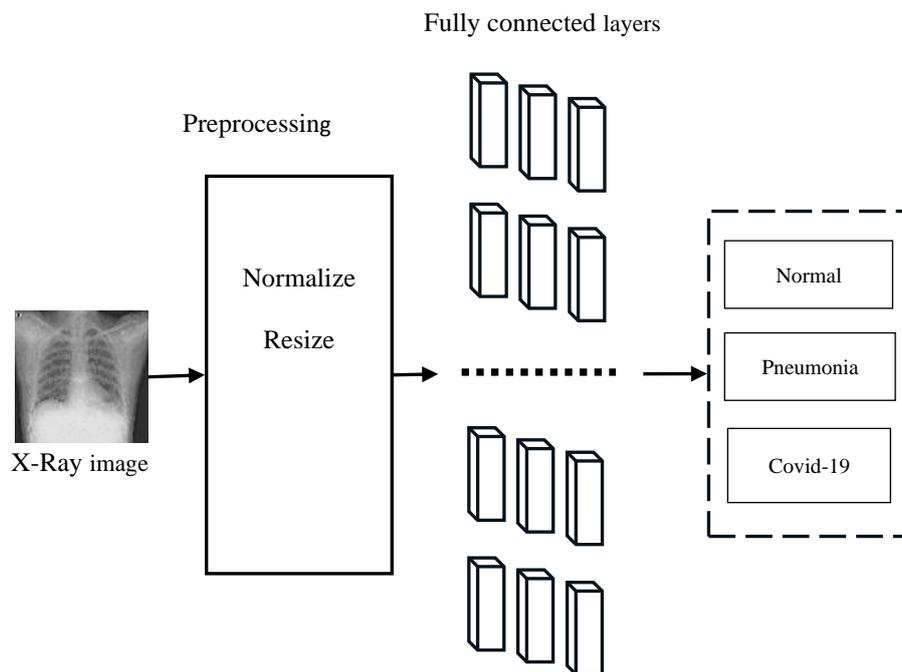 Fully connected layers
Preprocessing
Normalize
Resize
X-Ray image
Normal
Pneumonia
Covid-19